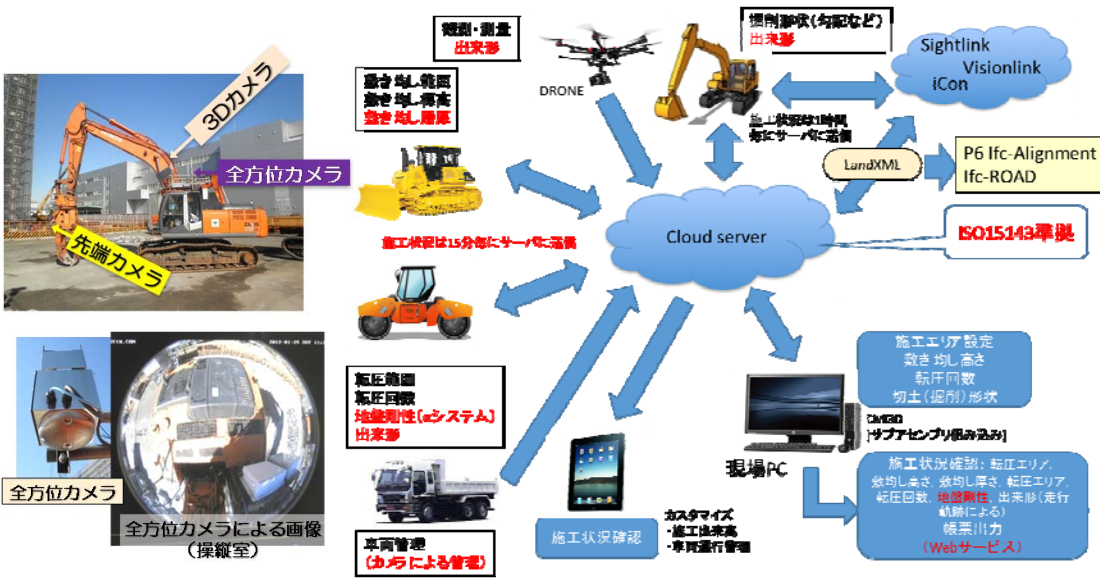 観測・測量
出来形
DRONE
掘削形状(勾配など)
出来形
Sightlink
Visionlink
iCon
3Dカメラ
敷き均し範囲
敷き均し標高
敷き均し層厚
全方位カメラ
先端カメラ
施工状況は1時間
毎にサーバに送信
LandXML
P6 Ifc-Alignment
Ifc-ROAD
施工状況は15分毎にサーバに送信
Cloud server
ISO15143準拠
転圧範囲
転圧回数
地盤剛性(αシステム)
出来形
施工エリア設定
敷き均し高さ
転圧回数
切土(掘削)形状
[サブアセンブリ組み込み]
現場PC
施工状況確認: 転圧エリア,
敷均し高さ, 敷均し厚さ, 転圧エリア,
転圧回数, 地盤剛性, 出来形(走行
軌跡による)
帳票出力
(Webサービス)
全方位カメラ
全方位カメラによる画像
(操縦室)
車両管理
(カメラによる管理)
施工状況確認
カスタマイズ
・施工出来高
・車両運行管理